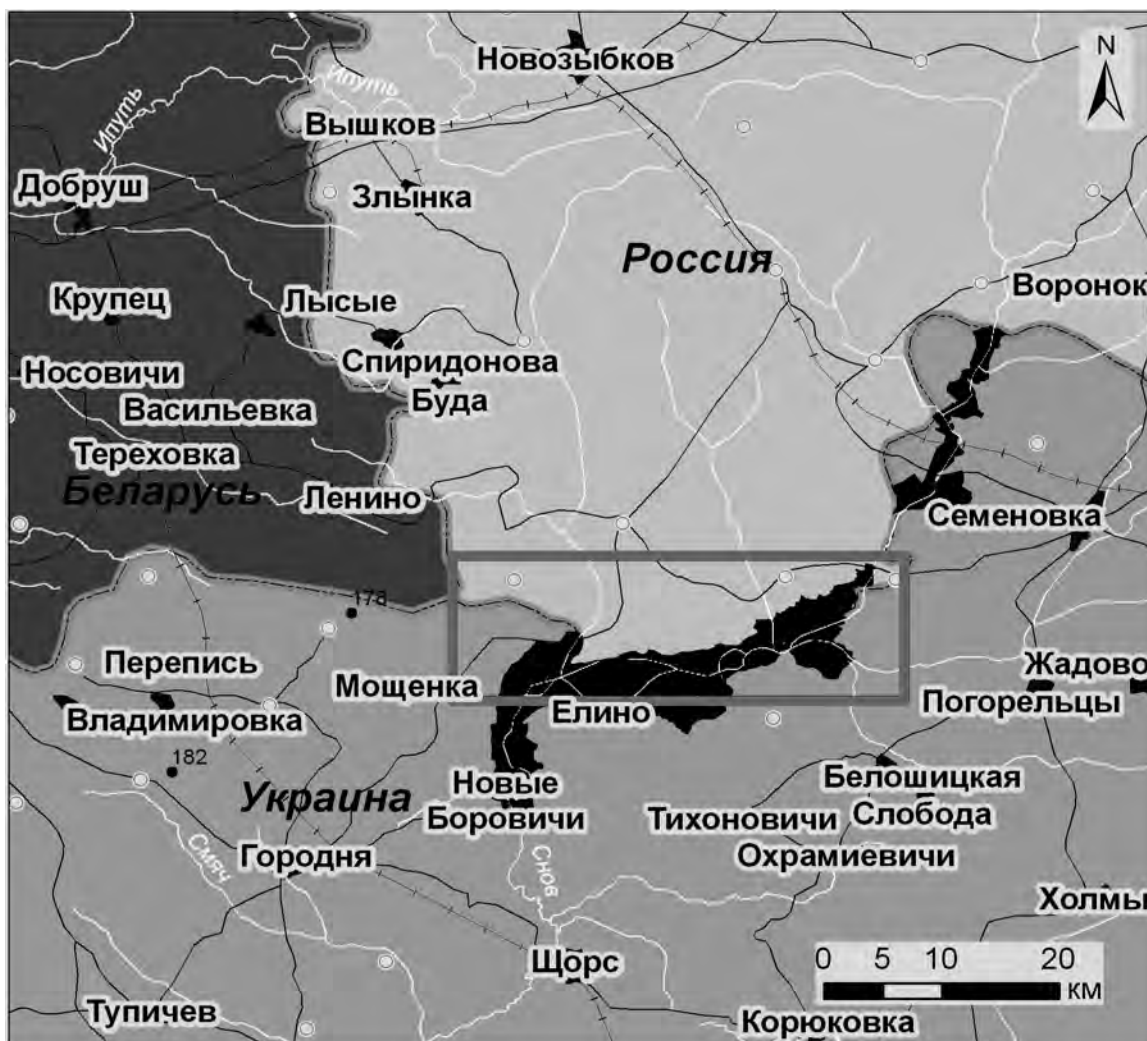 Новозыбков
N
Ипуть
Ипуть
Вышков
Добруш
Злынка
Россия
Крупец
Лысые
Воронок
Спиридонова
Буда
Носовичи
Васильевка
Тереховка
Беларусь
Ленино
Семеновка
178
Перепись
Мощенка
Жадово
Погорельцы
Владимировка
Елино
182
Украина
Новые
Боровичи
Белошицкая
Слобода
Тихоновичи
Охрамиевичи
Городня
Смяч
Снов
Холмы
Щорс
0 5 10 20
км
Тупичев
Корюковка